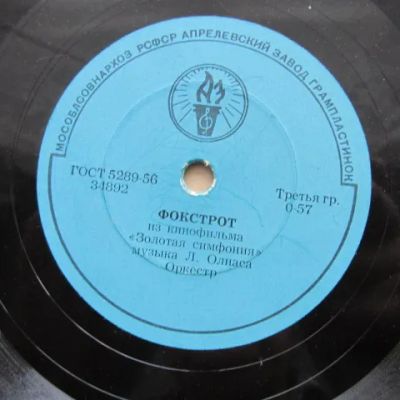 МОСОБЛСОВНАРХОЗ РСФСР АПРЕЛЕВСКИЙ ЗАВОД ГРАМПЛАСТИНОК
АЗ
ГОСТ 5289-56
34892
Третья гр.
0-57
ФОКСТРОТ
из кинофильма
«Золотая симфония»
музыка Л. Олиаса
Оркестр